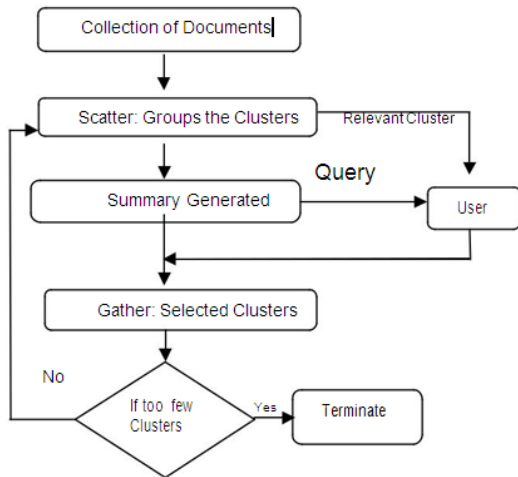 Collection of Documents
Scatter: Groups the Clusters
Relevant Cluster
Query
Summary Generated
User
Gather: Selected Clusters
No
If too few
Clusters
Yes
Terminate